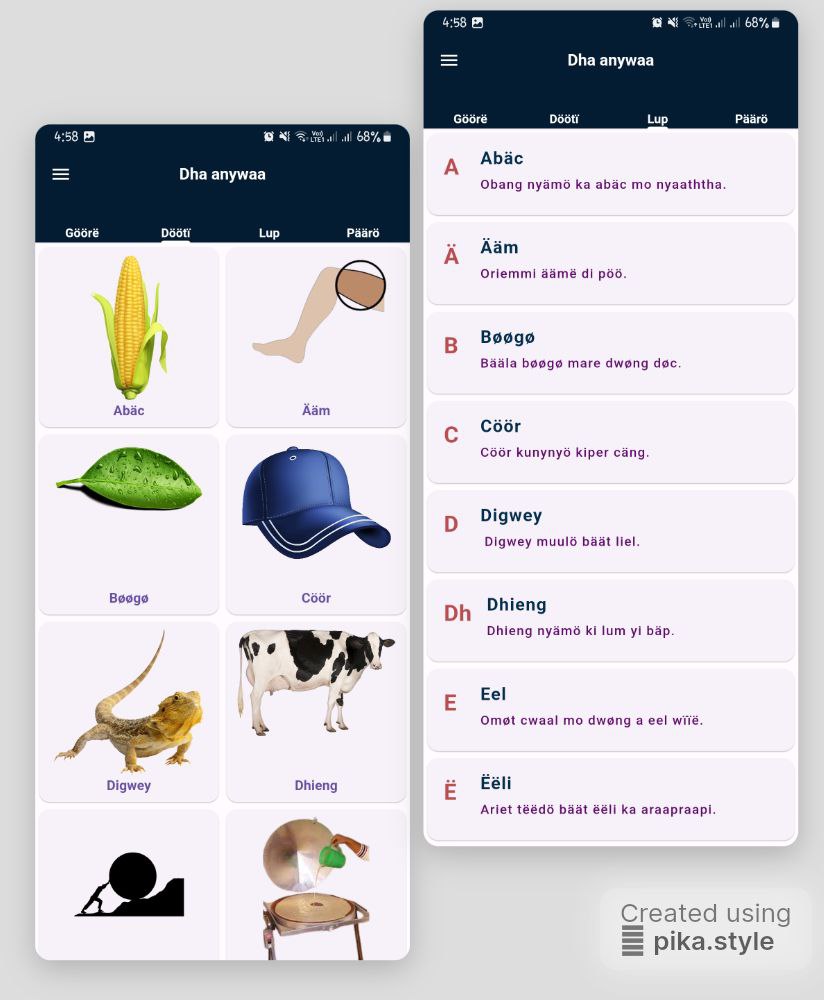 4:58
68%
Dha anywaa
Göörë
Döötï
Lup
Päärö
Abäc
Ääm
Bøøgø
Cöör
Digwey
Dhieng
4:58
68%
Dha anywaa
Göörë
Döötï
Lup
Päärö
A
Abäc
Obang nyämö ka abäc mo nyaaththa.
Ä
Ääm
Oriemmi äämë di pöö.
B
Bøøgø
Bääla bøøgø mare dwøng døc.
C
Cöör
Cöör kunynyö kiper cäng.
D
Digwey
Digwey muulö bäät liel.
Dh
Dhieng
Dhieng nyämö ki lum yi bäp.
E
Eel
Omøt cwaal mo dwøng a eel wïïë.
Ë
Ëëli
Ariet tëëdö bäät ëëli ka araapraapi.
Created using
pika.style